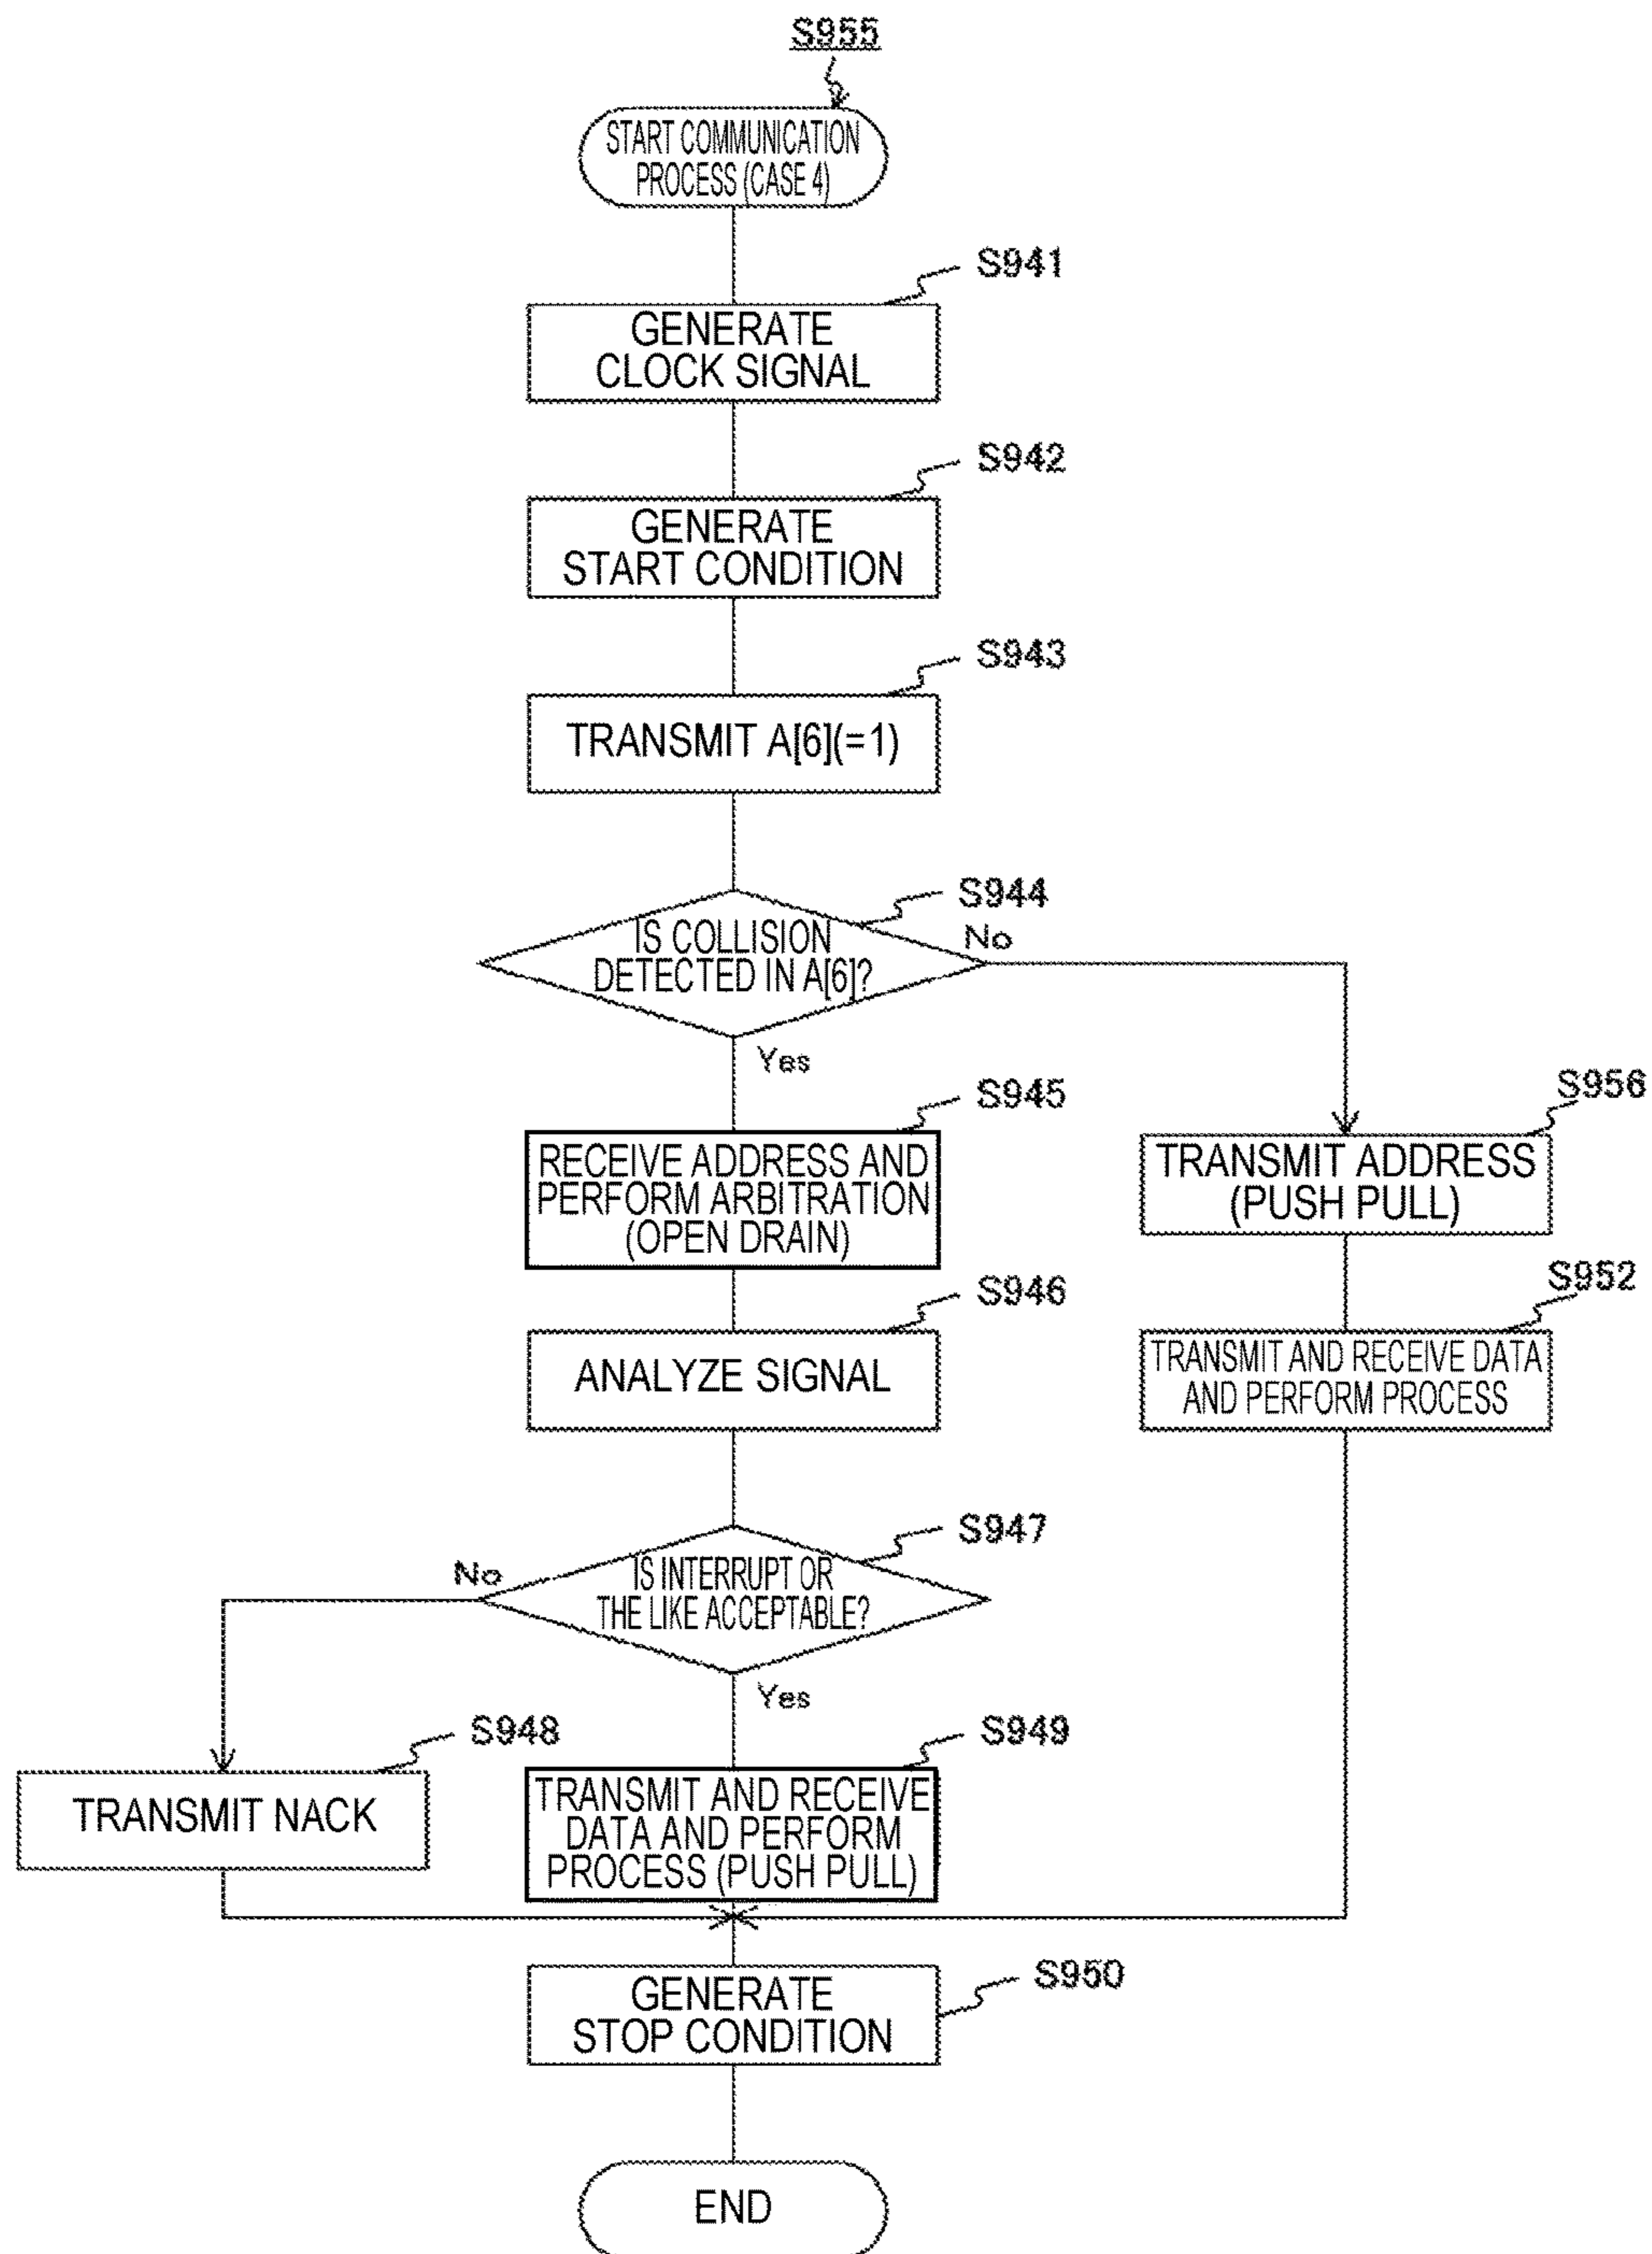 S955
START COMMUNICATION
PROCESS (CASE 4)
S941
GENERATE
CLOCK SIGNAL
S942
GENERATE
START CONDITION
S943
TRANSMIT A[6](=1)
S944
IS COLLISION
DETECTED IN A[6]?
No
Yes
S945
RECEIVE ADDRESS AND
PERFORM ARBITRATION
(OPEN DRAIN)
S956
TRANSMIT ADDRESS
(PUSH PULL)
S946
ANALYZE SIGNAL
S952
TRANSMIT AND RECEIVE DATA
AND PERFORM PROCESS
S947
IS INTERRUPT OR
THE LIKE ACCEPTABLE?
No
Yes
S948
TRANSMIT NACK
S949
TRANSMIT AND RECEIVE
DATA AND PERFORM
PROCESS (PUSH PULL)
S950
GENERATE
STOP CONDITION
END